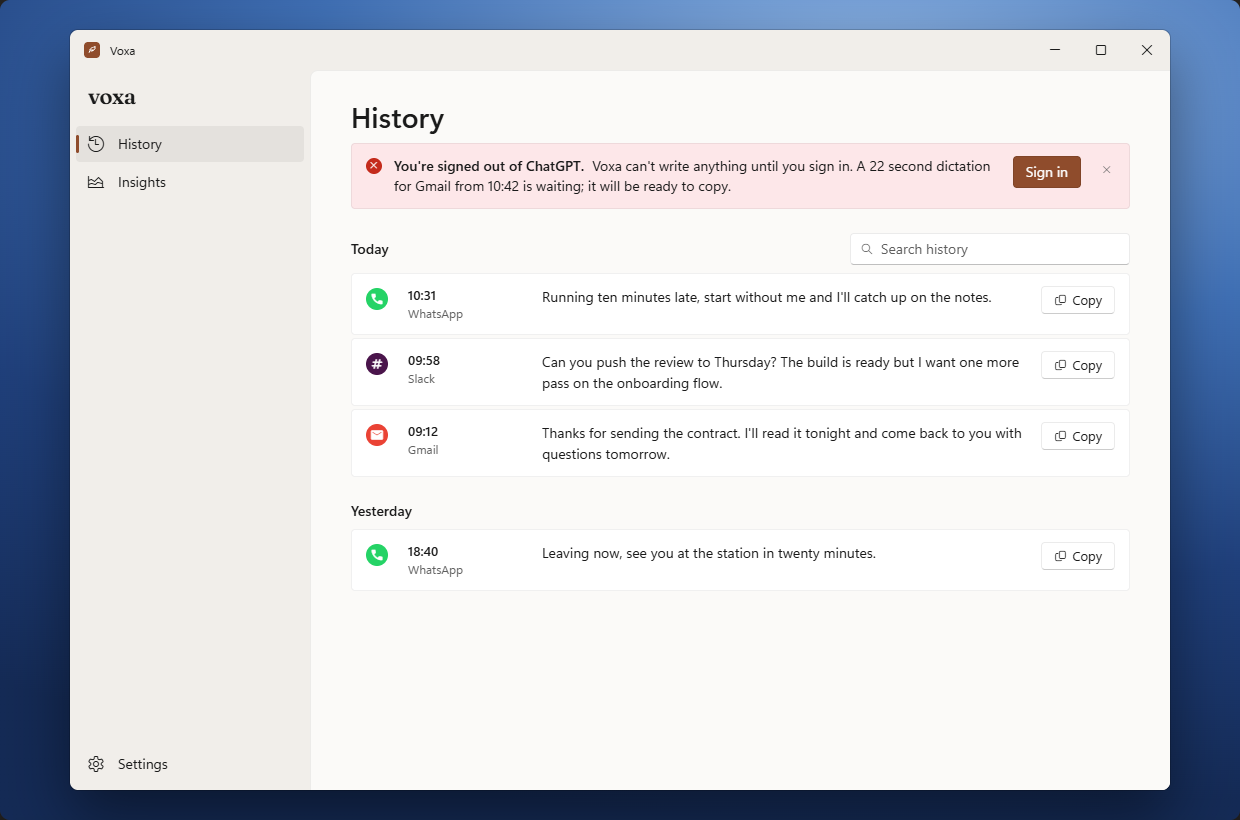 Voxa
voxa
History
Insights
Settings
History
You're signed out of ChatGPT. Voxa can't write anything until you sign in. A 22 second dictation
for Gmail from 10:42 is waiting; it will be ready to copy.
Sign in
Today
Search history
10:31
WhatsApp
Running ten minutes late, start without me and I'll catch up on the notes.
Copy
09:58
Slack
Can you push the review to Thursday? The build is ready but I want one more
pass on the onboarding flow.
Copy
09:12
Gmail
Thanks for sending the contract. I'll read it tonight and come back to you with
questions tomorrow.
Copy
Yesterday
18:40
WhatsApp
Leaving now, see you at the station in twenty minutes.
Copy